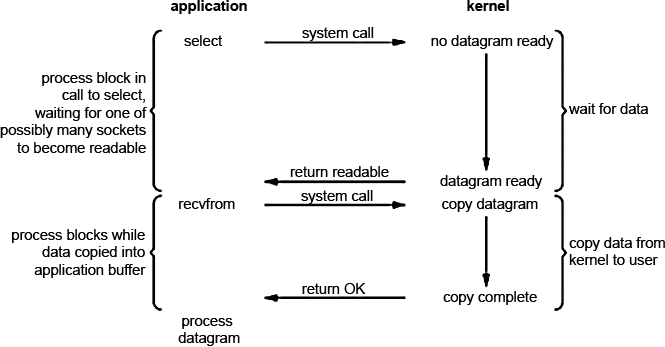 application
kernel
select
system call
no datagram ready
process block in
call to select,
waiting for one of
possibly many sockets
to become readable
wait for data
return readable
datagram ready
recvfrom
system call
copy datagram
process blocks while
data copied into
application buffer
copy data from
kernel to user
return OK
copy complete
process
datagram